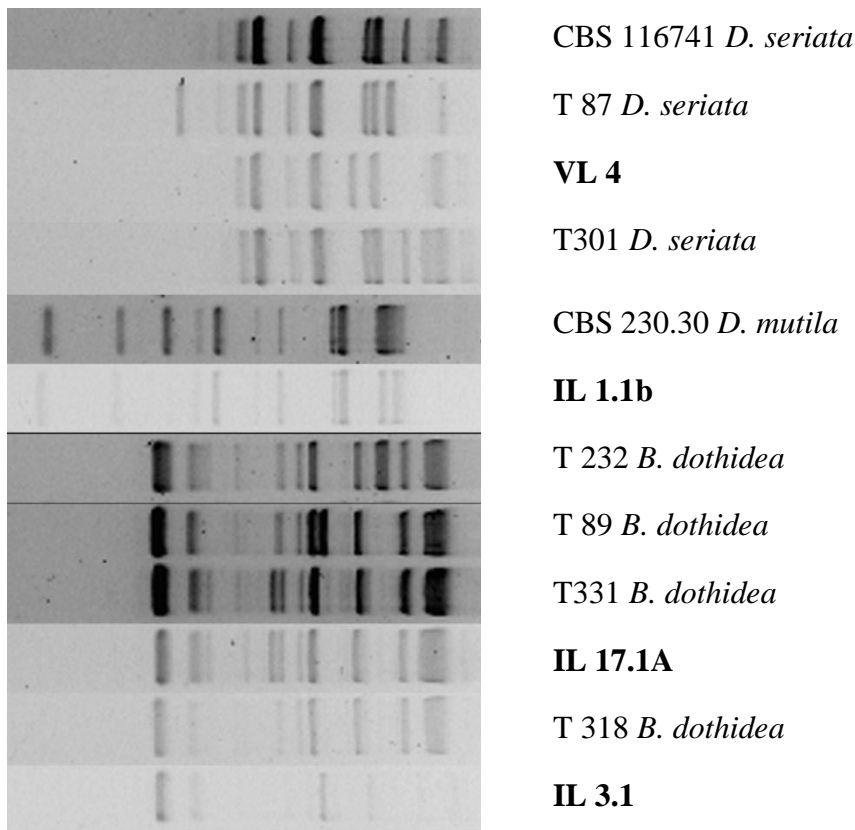 CBS 116741 D. seriata
T 87 D. seriata
VL 4
T301 D. seriata
CBS 230.30 D. mutila
IL 1.1b
T 232 B. dothidea
T 89 B. dothidea
T331 B. dothidea
IL 17.1A
T 318 B. dothidea
IL 3.1